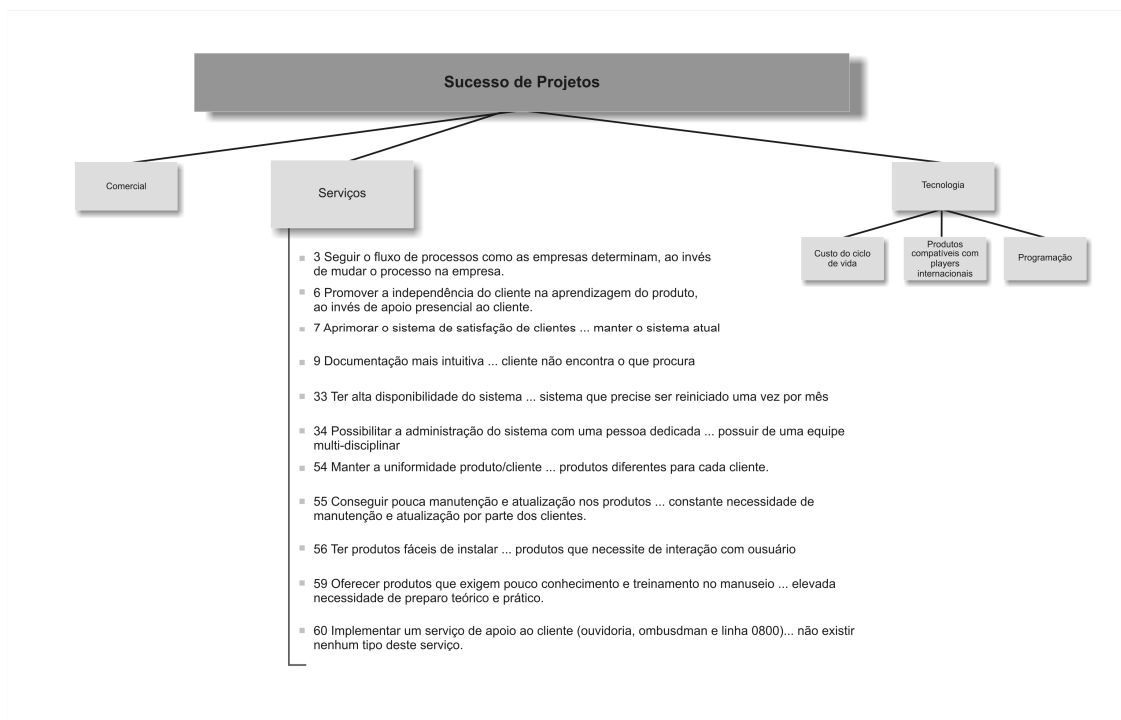 Sucesso de Projetos
Comercial
Serviços
Tecnologia
Custo do ciclo
de vida
Produtos
compatíveis com
players
internacionais
Programação
3 Seguir o fluxo de processos como as empresas determinam, ao invés
de mudar o processo na empresa.
6 Promover a independência do cliente na aprendizagem do produto,
ao invés de apoio presencial ao cliente.
7 Aprimorar o sistema de satisfação de clientes ... manter o sistema atual
9 Documentação mais intuitiva ... cliente não encontra o que procura
33 Ter alta disponibilidade do sistema ... sistema que precise ser reiniciado uma vez por mês
34 Possibilitar a administração do sistema com uma pessoa dedicada ... possuir de uma equipe
multi-disciplinar
54 Manter a uniformidade produto/cliente ... produtos diferentes para cada cliente.
55 Conseguir pouca manutenção e atualização nos produtos ... constante necessidade de
manutenção e atualização por parte dos clientes.
56 Ter produtos fáceis de instalar ... produtos que necessite de interação com ousuário
59 Oferecer produtos que exigem pouco conhecimento e treinamento no manuseio ... elevada
necessidade de preparo teórico e prático.
60 Implementar um serviço de apoio ao cliente (ouvidoria, ombusdman e linha 0800)... não existir
nenhum tipo deste serviço.